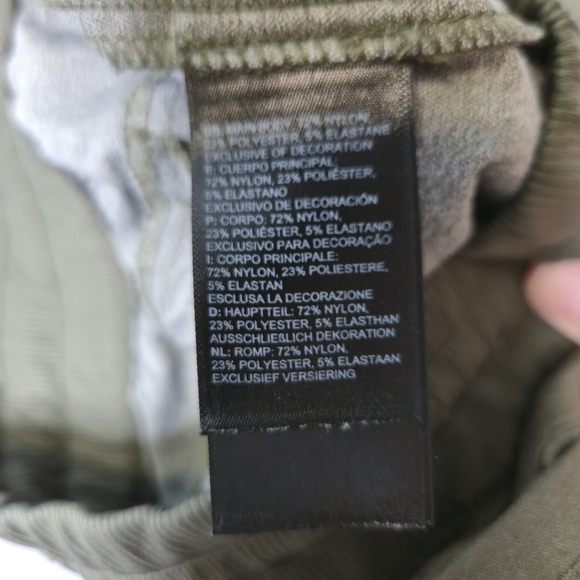 NYLON,
23% POLYESTER, 5% ELASTANE
EXCLUSIVE OF DECORATION
E: CUERPO PRINCIPAL:
72% NYLON, 23% POLIÉSTER,
5% ELASTANO
EXCLUSIVO DE DECORACIÓN
P: CORPO: 72% NYLON,
23% POLIÉSTER, 5% ELASTANO
EXCLUSIVO PARA DECORAÇÃO
I: CORPO PRINCIPALE:
72% NYLON, 23% POLIESTERE,
5% ELASTAN
ESCLUSA LA DECORAZIONE
D: HAUPTTEIL: 72% NYLON,
23% POLYESTER, 5% ELASTHAN
AUSSCHLIEßLICH DEKORATION
NL: ROMP: 72% NYLON,
23% POLYESTER, 5% ELASTAAN
EXCLUSIEF VERSIERING